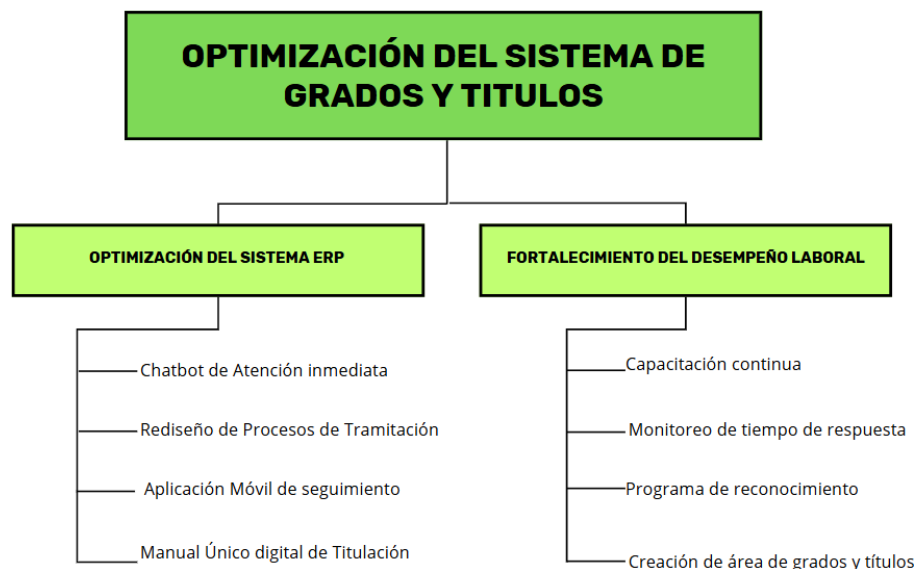 OPTIMIZACIÓN DEL SISTEMA DE
GRADOS Y TITULOS
OPTIMIZACIÓN DEL SISTEMA ERP
Chatbot de Atención inmediata
Rediseño de Procesos de Tramitación
Aplicación Móvil de seguimiento
Manual Único digital de Titulación
FORTALECIMIENTO DEL DESEMPEÑO LABORAL
Capacitación continua
Monitoreo de tiempo de respuesta
Programa de reconocimiento
Creación de área de grados y títulos